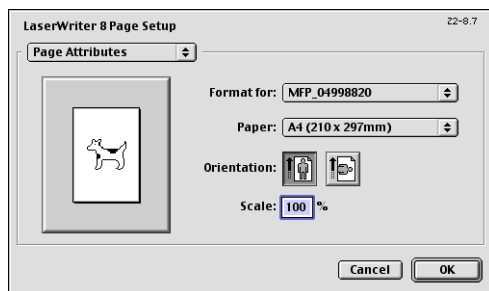 LaserWriter 8 Page Setup
Z2-8.7
Page Attributes
Format for: MFP_04998820
Paper: A4 (210 x 297mm)
Orientation:
Scale: 100 %
Cancel OK